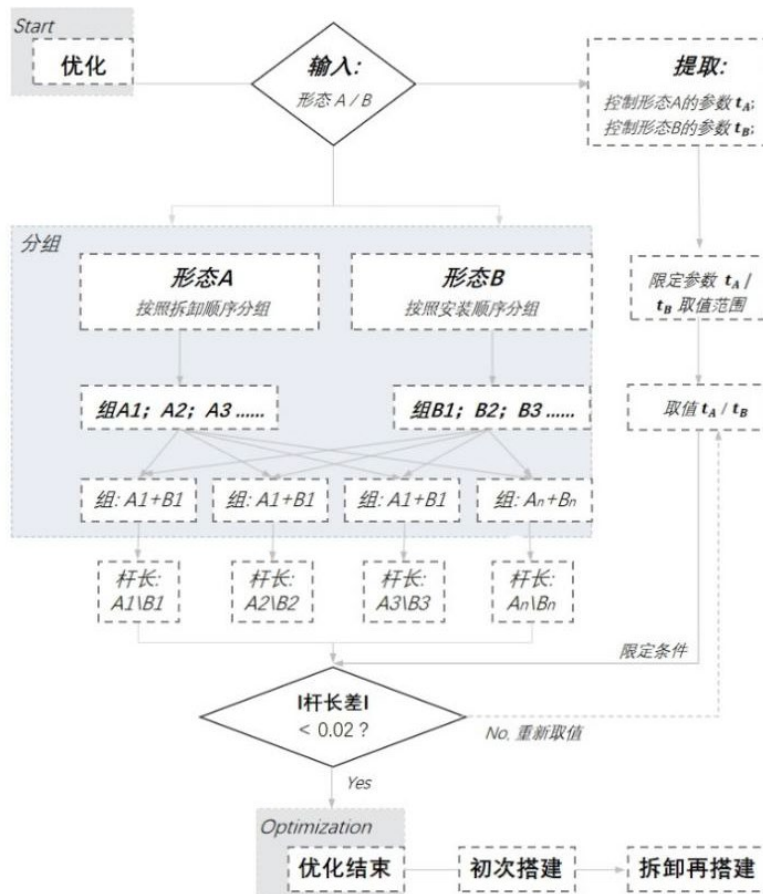 Start
优化
输入:
形态 A / B
提取:
控制形态A的参数 tA;
控制形态B的参数 tB;
分组
形态A
按照拆卸顺序分组
形态B
按照安装顺序分组
限定参数 tA /
tB 取值范围
组A1；A2；A3 ......
组B1；B2；B3 ......
取值 tA / tB
组: A1+B1
组: A1+B1
组: A1+B1
组: An+Bn
杆长:
A1\B1
杆长:
A2\B2
杆长:
A3\B3
杆长:
An\Bn
限定条件
I杆长差I
< 0.02 ?
No, 重新取值
Yes
Optimization
优化结束
初次搭建
拆卸再搭建